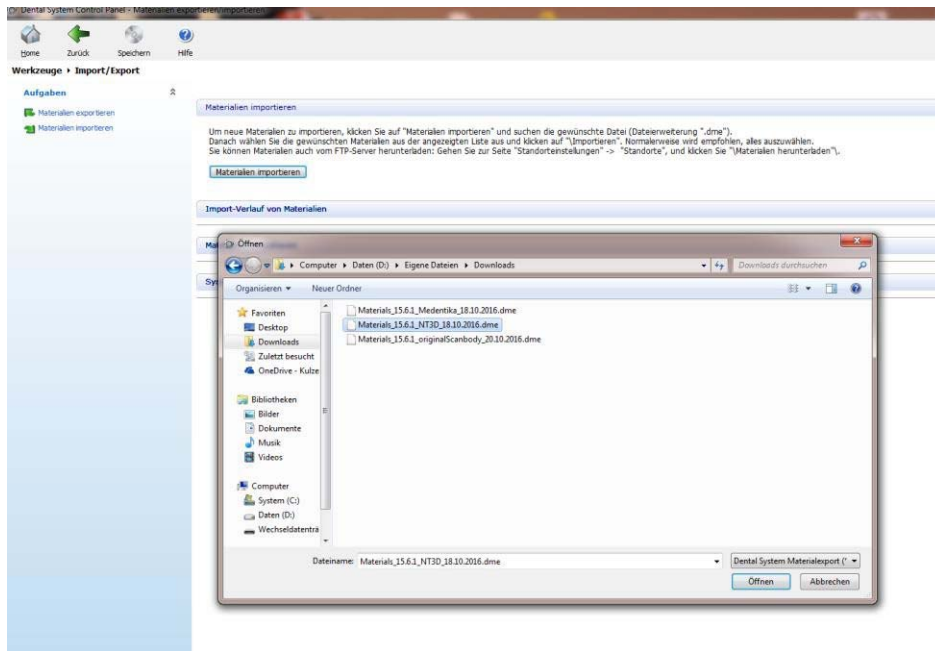 Dental System Control Panel - Materialien exportieren/importieren
Home Zurück Speichern Hilfe
Werkzeuge › Import/Export
Aufgaben
Materialien exportieren
Materialien importieren
Materialien importieren
Um neue Materialen zu importieren, klicken Sie auf "Materialen importieren" und suchen die gewünschte Datei (Dateierweiterung ".dme").
Danach wählen Sie die gewünschten Materialen aus der angezeigten Liste aus und klicken auf "\Importieren". Normalerweise wird empfohlen, alles auszuwählen.
Sie können Materialen auch vom FTP-Server herunterladen: Gehen Sie zur Seite "Standorteinstellungen" -> "Standorte", und klicken Sie "\Materialen herunterladen"\.
Materialen importieren
Import-Verlauf von Materialien
Öffnen
Computer ▸ Daten (D:) ▸ Eigene Dateien ▸ Downloads
Downloads durchsuchen
Organisieren Neuer Ordner
Favoriten
Desktop
Downloads
Zuletzt besucht
OneDrive - Kulze
Bibliotheken
Bilder
Dokumente
Musik
Videos
Computer
System (C:)
Daten (D:)
Wechseldatenträ
Materials_15.6.1_Medentika_18.10.2016.dme
Materials_15.6.1_NT3D_18.10.2016.dme
Materials_15.6.1_originalScanbody_20.10.2016.dme
Dateiname: Materials_15.6.1_NT3D_18.10.2016.dme
Dental System Materialexport (*
Öffnen Abbrechen